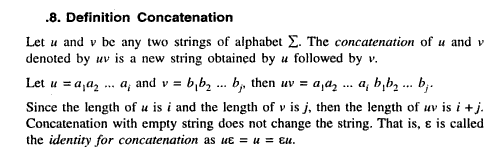 .8. Definition Concatenation
Let u and v be any two strings of alphabet ∑. The concatenation of u and v
denoted by uv is a new string obtained by u followed by v.
Let u = a₁a₂ ... aᵢ and v = b₁b₂ ... bⱼ, then uv = a₁a₂ ... aᵢ b₁b₂ ... bⱼ.
Since the length of u is i and the length of v is j, then the length of uv is i + j.
Concatenation with empty string does not change the string. That is, ε is called
the identity for concatenation as uε = u = εu.